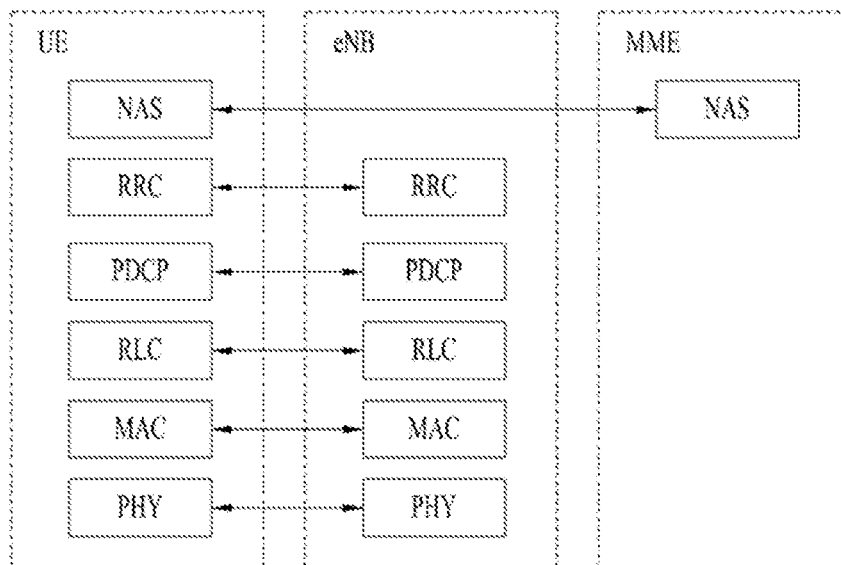 UE eNB MME
NAS NAS
RRC RRC
PDCP PDCP
RLC RLC
MAC MAC
PHY PHY